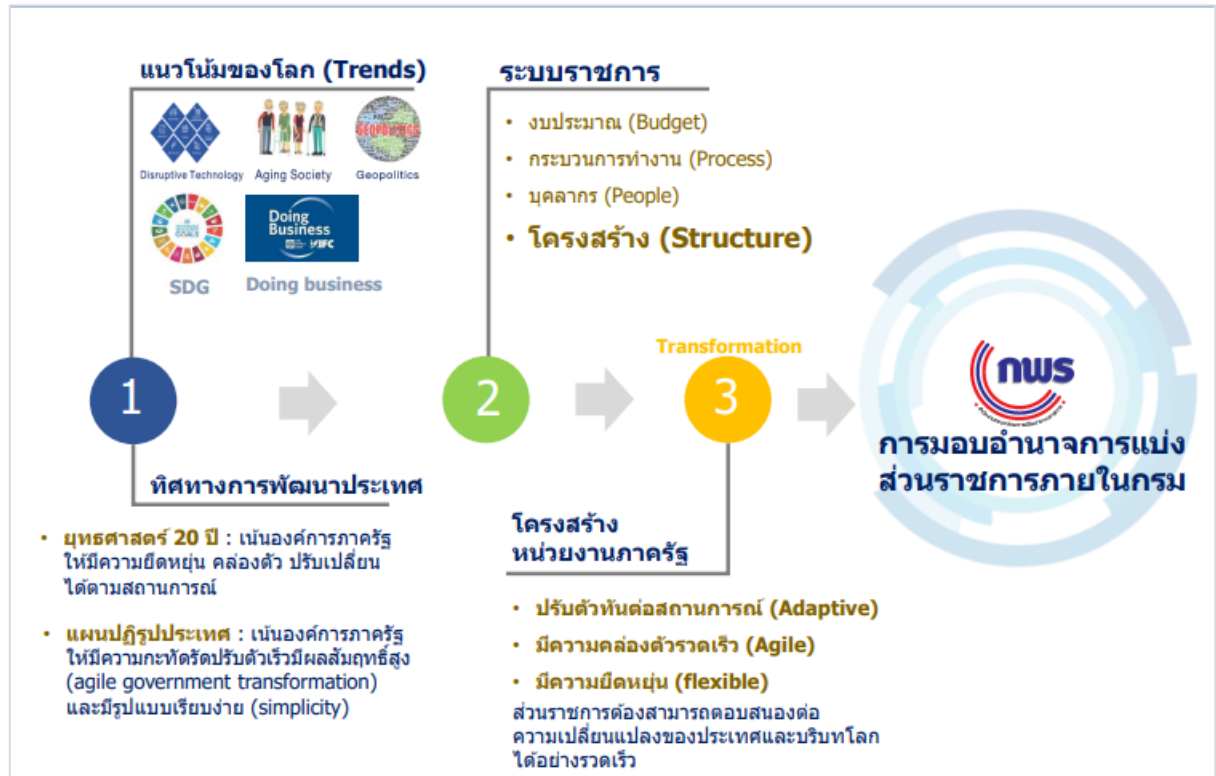 แนวโน้มของโลก (Trends)
Disruptive Technology
Aging Society
GEOPOLITICS
Geopolitics
GOALS
Doing
Business
IFC
SDG
Doing business
1
ทิศทางการพัฒนาประเทศ
• ยุทธศาสตร์ 20 ปี : เน้นองค์การภาครัฐ
ให้มีความยืดหยุ่น คล่องตัว ปรับเปลี่ยน
ได้ตามสถานการณ์
• แผนปฏิรูปประเทศ : เน้นองค์การภาครัฐ
ให้มีความกะทัดรัดปรับตัวเร็วมีผลสัมฤทธิ์สูง
(agile government transformation)
และมีรูปแบบเรียบง่าย (simplicity)
ระบบราชการ
• งบประมาณ (Budget)
• กระบวนการทำงาน (Process)
• บุคลากร (People)
• โครงสร้าง (Structure)
2
Transformation
3
โครงสร้าง
หน่วยงานภาครัฐ
• ปรับตัวทันต่อสถานการณ์ (Adaptive)
• มีความคล่องตัวรวดเร็ว (Agile)
• มีความยืดหยุ่น (flexible)
ส่วนราชการต้องสามารถตอบสนองต่อ
ความเปลี่ยนแปลงของประเทศและบริบทโลก
ได้อย่างรวดเร็ว
กพร
การมอบอำนาจการแบ่ง
ส่วนราชการภายในกรม